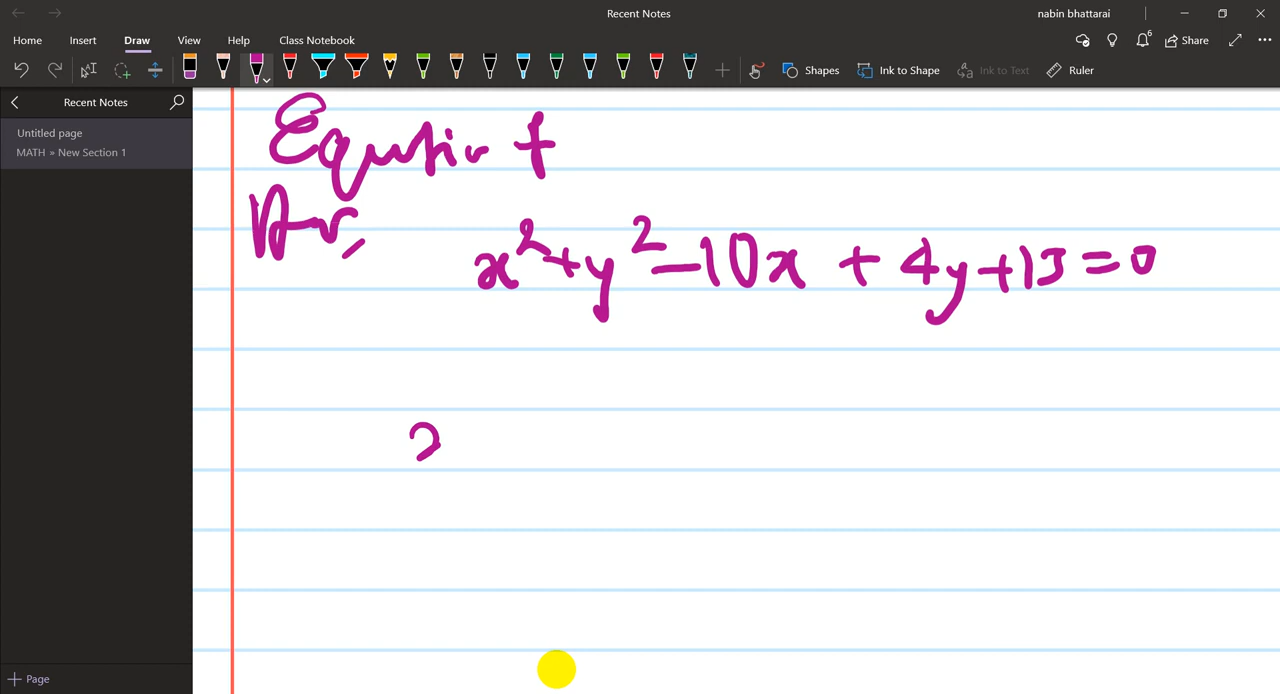 Recent Notes
nabin bhattarai
Home Insert Draw View Help Class Notebook
6
Share
Shapes Ink to Shape Ink to Text Ruler
Recent Notes
Untitled page
MATH » New Section 1
x²+y²-10x + 4y+13=0
+ Page